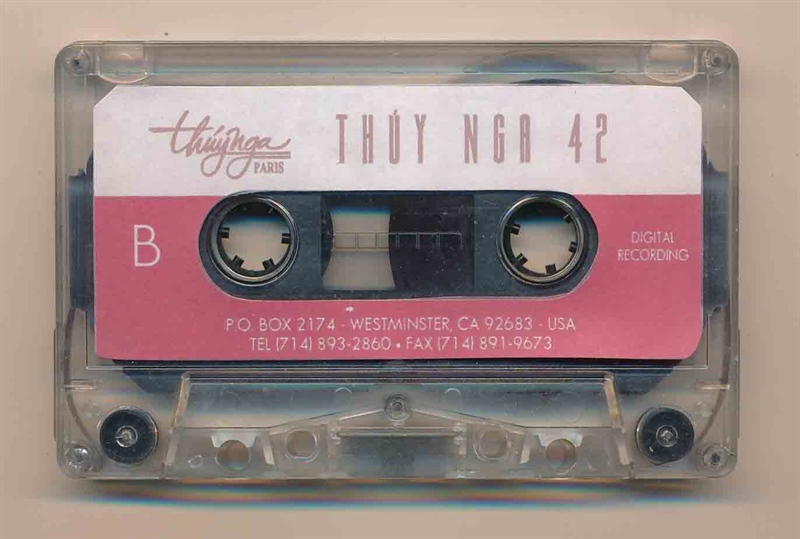 thúynga
PARIS
THÚY NGA 42
B
DIGITAL
RECORDING
P.O. BOX 2174 - WESTMINSTER, CA 92683 - USA
TEL (714) 893-2860 • FAX (714) 891-9673